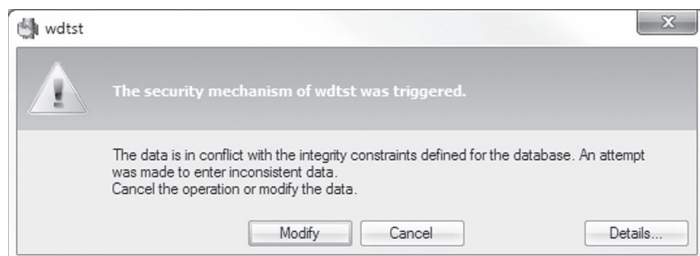 wdtst
The security mechanism of wdtst was triggered.
The data is in conflict with the integrity constraints defined for the database. An attempt
was made to enter inconsistent data.
Cancel the operation or modify the data.
Modify Cancel Details...